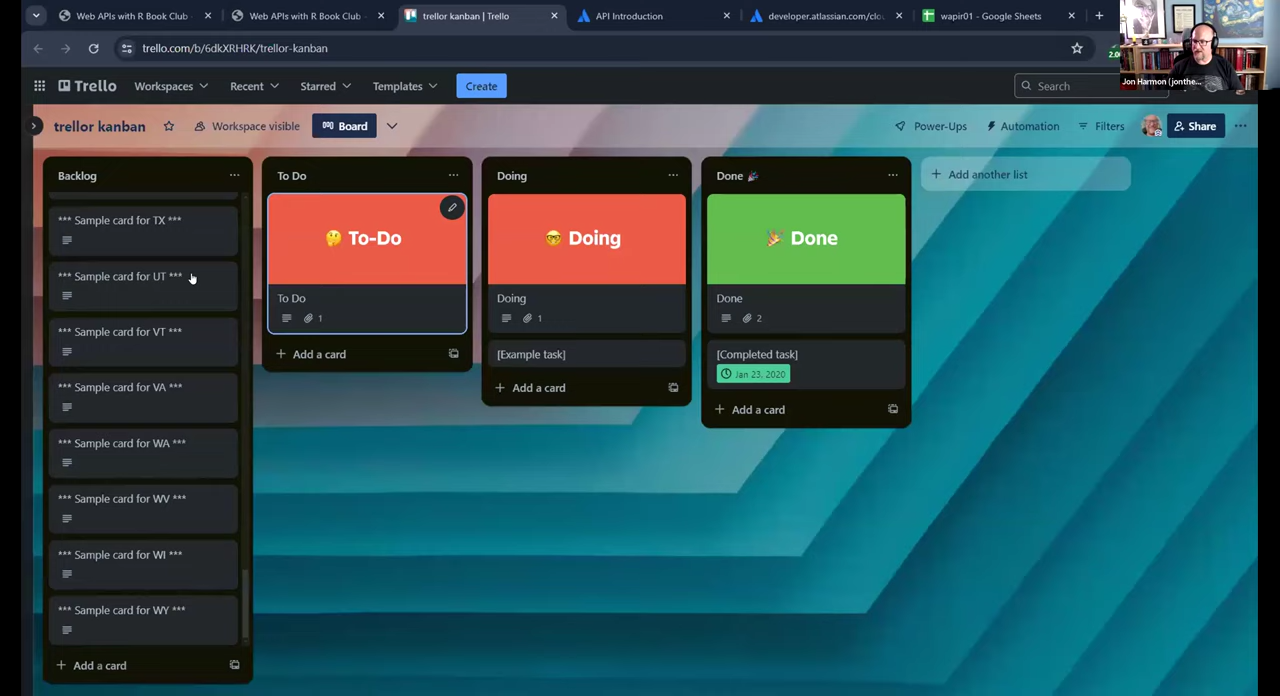 Web APIs with R Book Club
Web APIs with R Book Club
trellor kanban | Trello
API Introduction
developer.atlassian.com/clou
wapir01 - Google Sheets
trello.com/b/6dkXRHRK/trellor-kanban
Jon Harmon (jonthe...
Trello
Workspaces
Recent
Starred
Templates
Create
Search
trellor kanban
Workspace visible
Board
Power-Ups
Automation
Filters
Share
Backlog
*** Sample card for TX ***
*** Sample card for UT ***
*** Sample card for VT ***
*** Sample card for VA ***
*** Sample card for WA ***
*** Sample card for WV ***
*** Sample card for WI ***
*** Sample card for WY ***
+ Add a card
To Do
🤔 To-Do
To Do
1
+ Add a card
Doing
🤓 Doing
Doing
1
[Example task]
+ Add a card
Done 🎉
🎉 Done
Done
2
[Completed task]
Jan 23, 2020
+ Add a card
+ Add another list